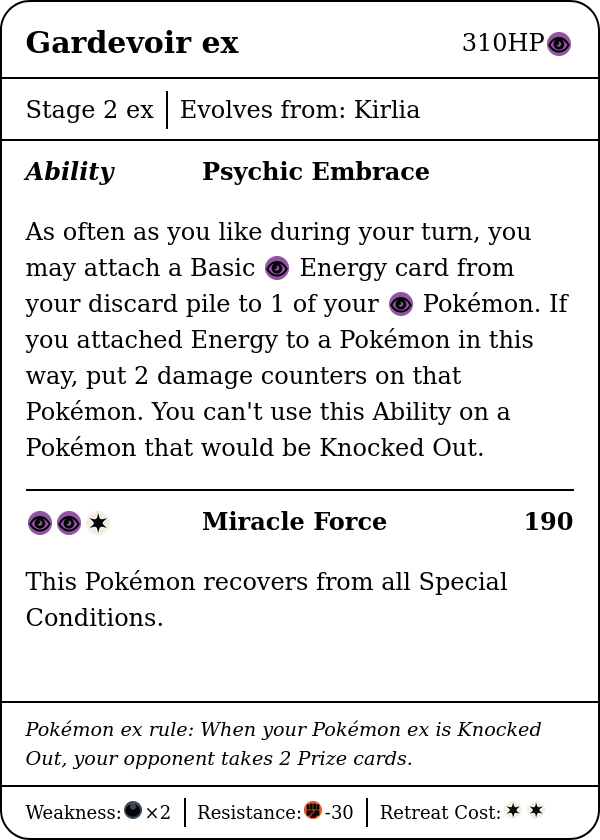 Gardevoir ex 310HP
Stage 2 ex Evolves from: Kirlia
Ability Psychic Embrace
As often as you like during your turn, you
may attach a Basic Energy card from
your discard pile to 1 of your Pokémon. If
you attached Energy to a Pokémon in this
way, put 2 damage counters on that
Pokémon. You can't use this Ability on a
Pokémon that would be Knocked Out.
Miracle Force 190
This Pokémon recovers from all Special
Conditions.
Pokémon ex rule: When your Pokémon ex is Knocked
Out, your opponent takes 2 Prize cards.
Weakness: ×2 Resistance: -30 Retreat Cost: